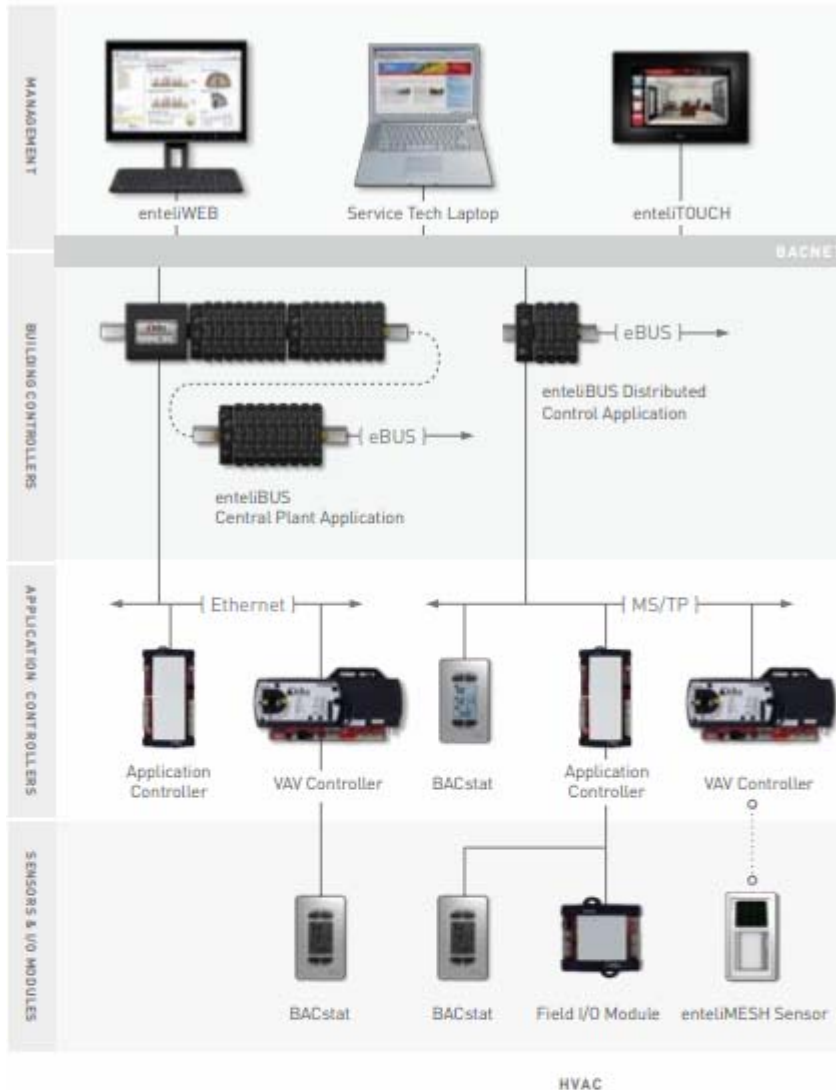 MANAGEMENT
enteliWEB
Service Tech Laptop
enteliTOUCH
BACNE
BUILDING CONTROLLERS
{ eBUS }
enteliBUS Distributed
Control Application
{ eBUS }
enteliBUS
Central Plant Application
APPLICATION CONTROLLERS
{ Ethernet }
{ MS/TP }
Application
Controller
VAV Controller
BACstat
Application
Controller
VAV Controller
SENSORS & I/O MODULES
BACstat
BACstat
Field I/O Module
enteliMESH Sensor
HVAC